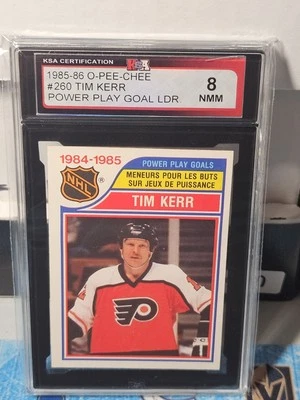 KSA CERTIFICATION
KSA
1985-86 O-PEE-CHEE
#260 TIM KERR
POWER PLAY GOAL LDR
8
NMM
1984-1985
POWER PLAY GOALS
MENEURS POUR LES BUTS
SUR JEUX DE PUISSANCE
NHL ®
TIM KERR